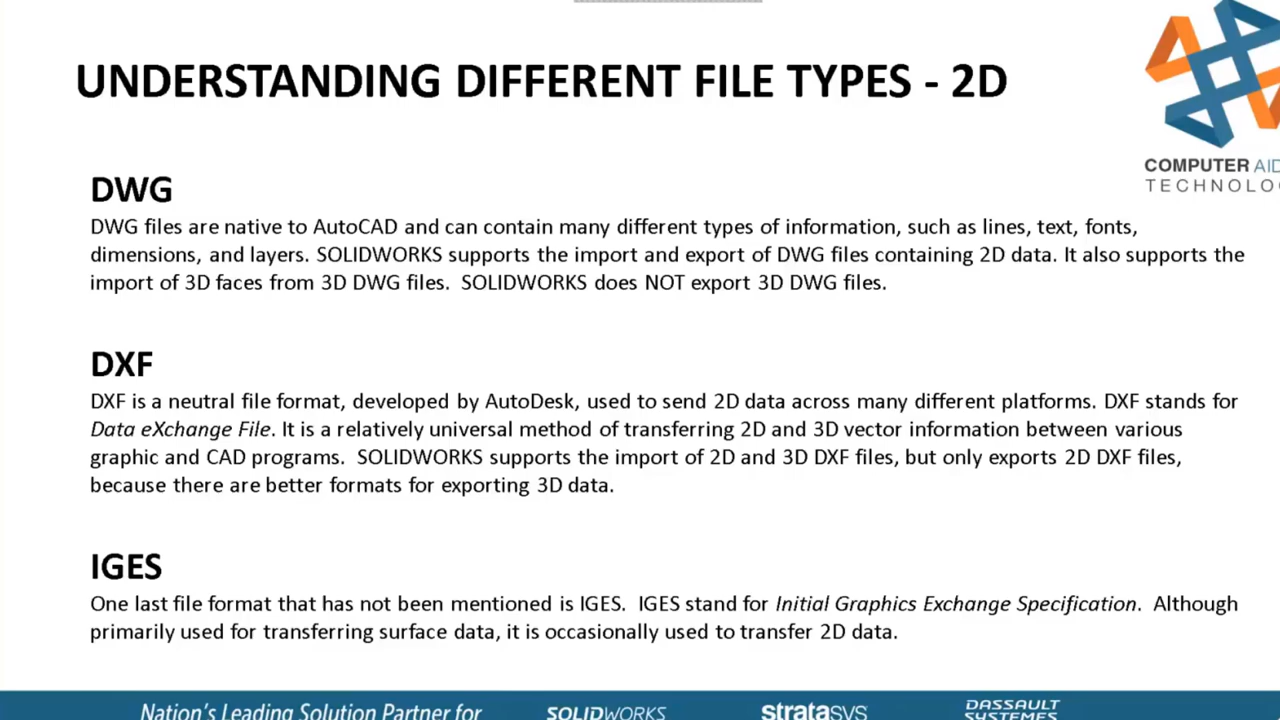 UNDERSTANDING DIFFERENT FILE TYPES - 2D
COMPUTER AID
TECHNOLO
DWG
DWG files are native to AutoCAD and can contain many different types of information, such as lines, text, fonts,
dimensions, and layers. SOLIDWORKS supports the import and export of DWG files containing 2D data. It also supports the
import of 3D faces from 3D DWG files. SOLIDWORKS does NOT export 3D DWG files.
DXF
DXF is a neutral file format, developed by AutoDesk, used to send 2D data across many different platforms. DXF stands for
Data eXchange File. It is a relatively universal method of transferring 2D and 3D vector information between various
graphic and CAD programs. SOLIDWORKS supports the import of 2D and 3D DXF files, but only exports 2D DXF files,
because there are better formats for exporting 3D data.
IGES
One last file format that has not been mentioned is IGES. IGES stand for Initial Graphics Exchange Specification. Although
primarily used for transferring surface data, it is occasionally used to transfer 2D data.
Nation's Leading Solution Partner for SOLIDWORKS stratasys DASSAULT
SYSTEMES